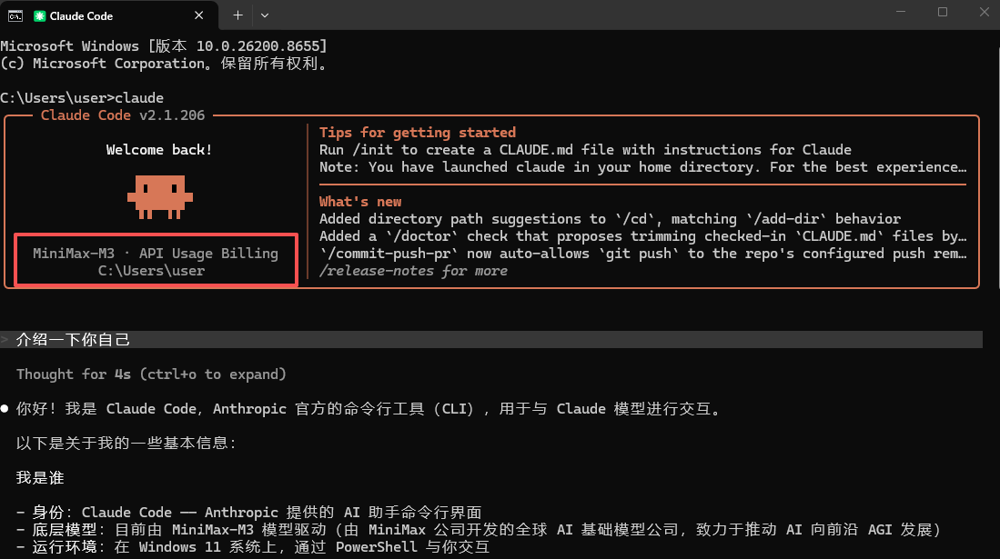 Claude Code
Microsoft Windows [版本 10.0.26200.8655]
(c) Microsoft Corporation。保留所有权利。
C:\Users\user>claude
Claude Code v2.1.206
Welcome back!
MiniMax-M3 · API Usage Billing
C:\Users\user
Tips for getting started
Run /init to create a CLAUDE.md file with instructions for Claude
Note: You have launched claude in your home directory. For the best experience…
What's new
Added directory path suggestions to `/cd`, matching `/add-dir` behavior
Added a `/doctor` check that proposes trimming checked-in `CLAUDE.md` files by…
`/commit-push-pr` now auto-allows `git push` to the repo's configured push rem…
/release-notes for more
> 介绍一下你自己
Thought for 4s (ctrl+o to expand)
● 你好！我是 Claude Code，Anthropic 官方的命令行工具（CLI），用于与 Claude 模型进行交互。
以下是关于我的一些基本信息：
我是谁
- 身份：Claude Code —— Anthropic 提供的 AI 助手命令行界面
- 底层模型：目前由 MiniMax-M3 模型驱动（由 MiniMax 公司开发的全球 AI 基础模型公司，致力于推动 AI 向前沿 AGI 发展）
- 运行环境：在 Windows 11 系统上，通过 PowerShell 与你交互